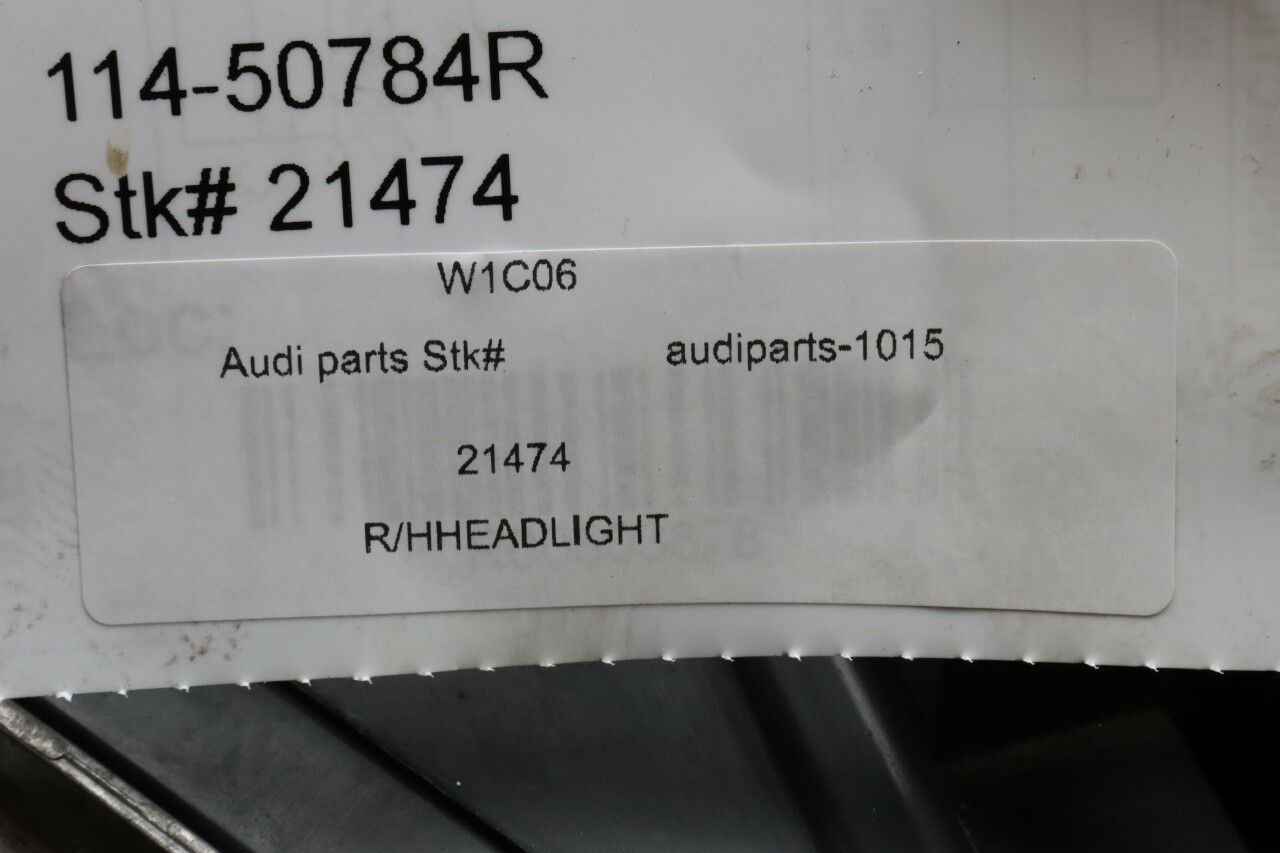 114-50784R
Stk# 21474
W1C06
Audi parts Stk# audiparts-1015
21474
R/HHEADLIGHT